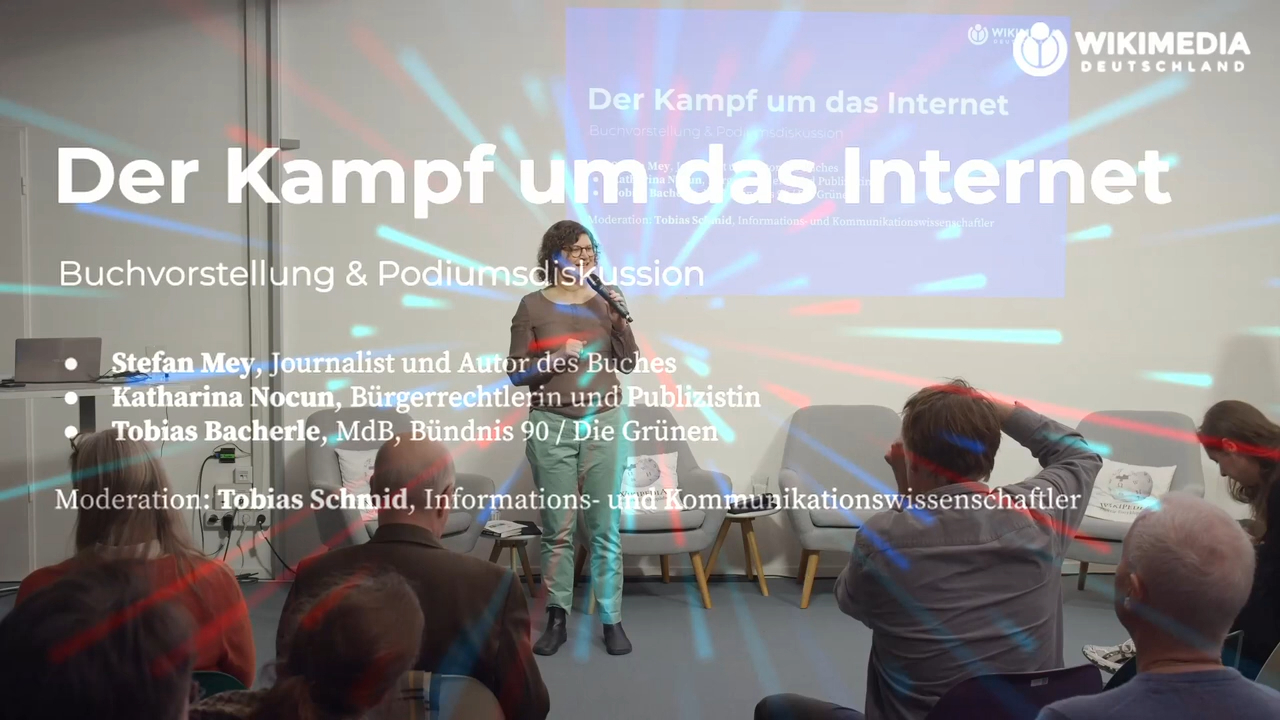 WIKIMEDIA
DEUTSCHLAND
Der Kampf um das Internet
Buchvorstellung & Podiumsdiskussion
● Stefan Mey, Journalist und Autor des Buches
● Katharina Nocun, Bürgerrechtlerin und Publizistin
● Tobias Bacherle, MdB, Bündnis 90 / Die Grünen
Moderation: Tobias Schmid, Informations- und Kommunikationswissenschaftler
Der Kampf um das Internet
Buchvorstellung & Podiumsdiskussion
Moderation: Tobias Schmid, Informations- und Kommunikationswissenschaftler